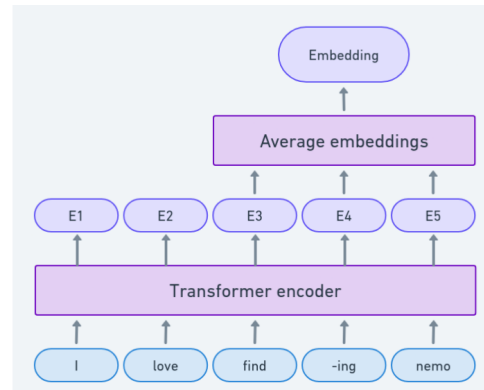 Embedding
Average embeddings
E1 E2 E3 E4 E5
Transformer encoder
I love find -ing nemo